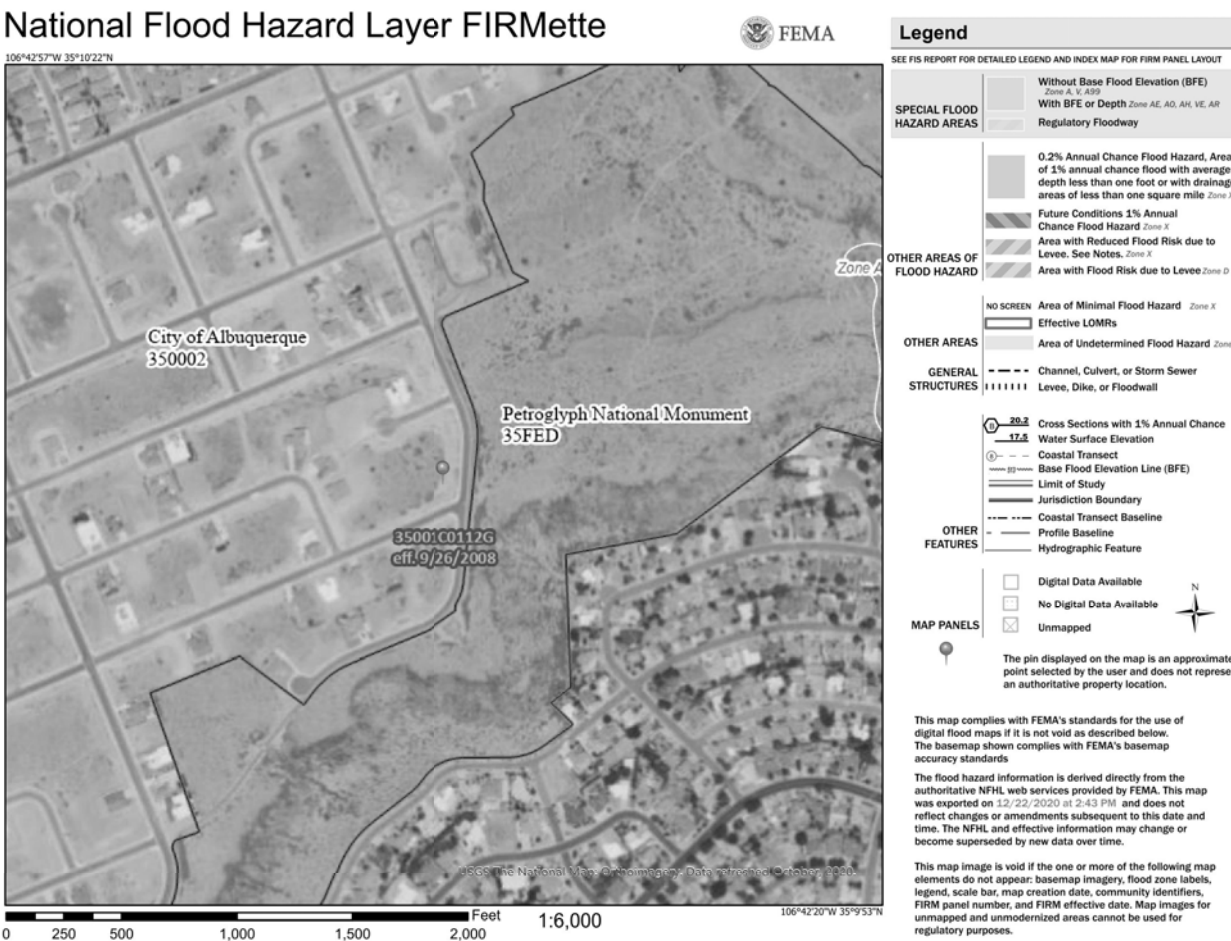 National Flood Hazard Layer FIRMette
FEMA
Legend
106°42'57"W 35°10'22"N
SEE FIS REPORT FOR DETAILED LEGEND AND INDEX MAP FOR FIRM PANEL LAYOUT
SPECIAL FLOOD
HAZARD AREAS
Without Base Flood Elevation (BFE)
Zone A, V, A99
With BFE or Depth Zone AE, AO, AH, VE, AR
Regulatory Floodway
0.2% Annual Chance Flood Hazard, Area
of 1% annual chance flood with average
depth less than one foot or with drainag
areas of less than one square mile Zone
Future Conditions 1% Annual
Chance Flood Hazard Zone X
OTHER AREAS OF
FLOOD HAZARD
Area with Reduced Flood Risk due to
Levee. See Notes. Zone X
Area with Flood Risk due to Levee Zone D
NO SCREEN Area of Minimal Flood Hazard Zone X
Effective LOMRs
OTHER AREAS
Area of Undetermined Flood Hazard Zone
GENERAL
STRUCTURES
Channel, Culvert, or Storm Sewer
Levee, Dike, or Floodwall
B 20.2 Cross Sections with 1% Annual Chance
17.5 Water Surface Elevation
8 Coastal Transect
Base Flood Elevation Line (BFE)
Limit of Study
Jurisdiction Boundary
Coastal Transect Baseline
OTHER
FEATURES
Profile Baseline
Hydrographic Feature
Digital Data Available
No Digital Data Available
N
MAP PANELS
Unmapped
The pin displayed on the map is an approximate
point selected by the user and does not represe
an authoritative property location.
This map complies with FEMA's standards for the use of
digital flood maps if it is not void as described below.
The basemap shown complies with FEMA's basemap
accuracy standards
The flood hazard information is derived directly from the
authoritative NFHL web services provided by FEMA. This map
was exported on 12/22/2020 at 2:43 PM and does not
reflect changes or amendments subsequent to this date and
time. The NFHL and effective information may change or
become superseded by new data over time.
This map image is void if the one or more of the following map
elements do not appear: basemap imagery, flood zone labels,
legend, scale bar, map creation date, community identifiers,
FIRM panel number, and FIRM effective date. Map images for
unmapped and unmodernized areas cannot be used for
regulatory purposes.
Zone A
City of Albuquerque
350002
Petroglyph National Monument
35FED
35001C0112G
eff. 9/26/2008
USGS The National Map: Orthoimagery. Data refreshed October, 2020.
106°42'20"W 35°9'53"N
Feet
1:6,000
0 250 500 1,000 1,500 2,000